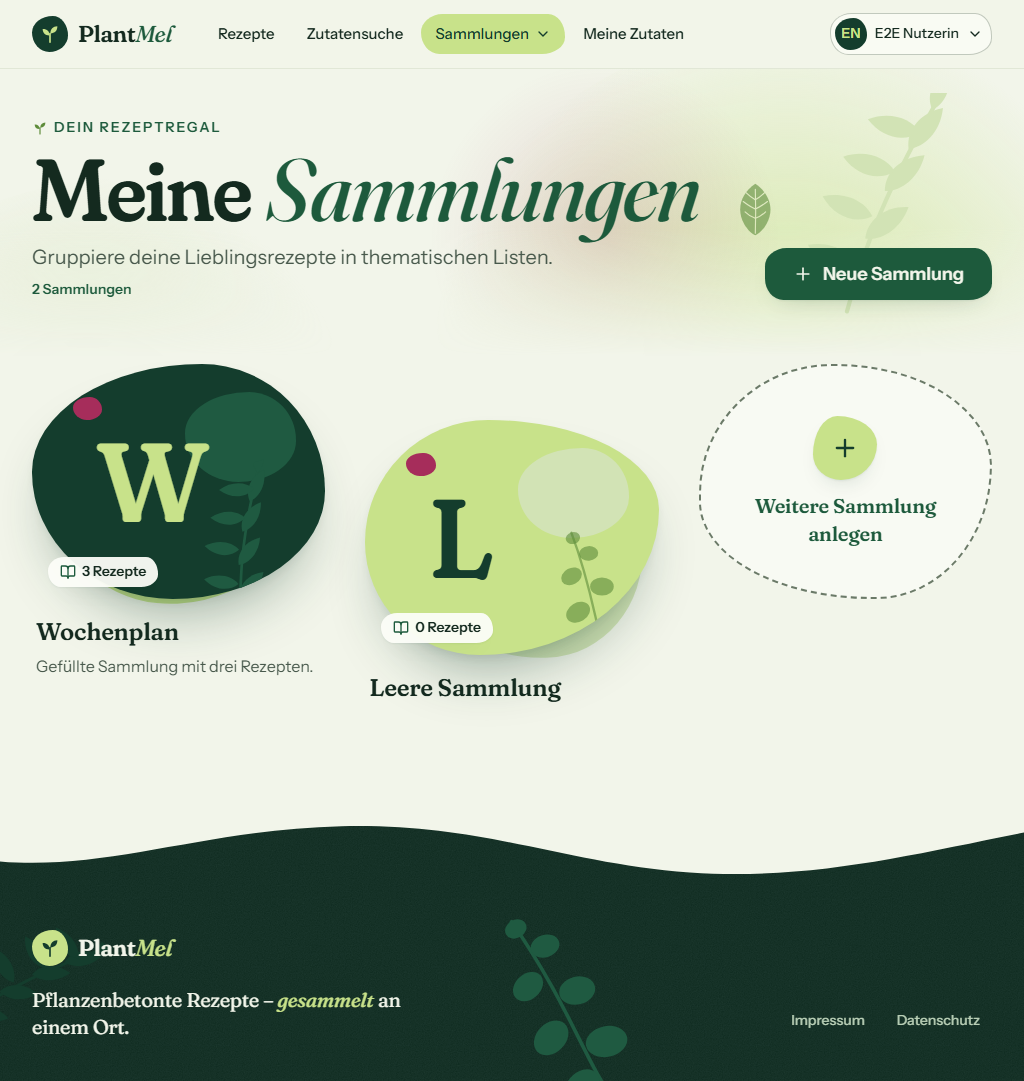 PlantMel
Rezepte
Zutatensuche
Sammlungen
Meine Zutaten
EN
E2E Nutzerin
DEIN REZEPTREGAL
Meine Sammlungen
Gruppiere deine Lieblingsrezepte in thematischen Listen.
2 Sammlungen
Neue Sammlung
W
3 Rezepte
Wochenplan
Gefüllte Sammlung mit drei Rezepten.
L
0 Rezepte
Leere Sammlung
Weitere Sammlung
anlegen
PlantMel
Pflanzenbetonte Rezepte – gesammelt an
einem Ort.
Impressum
Datenschutz